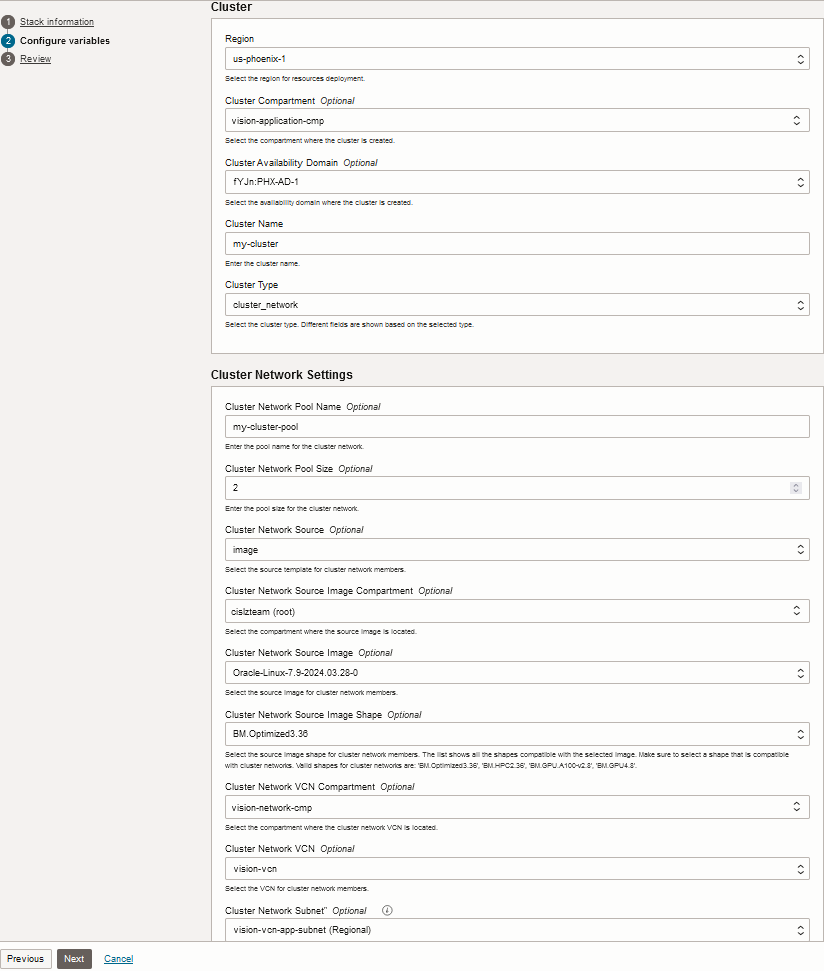 1 Stack information
2 Configure variables
3 Review
Cluster
Region
us-phoenix-1
Select the region for resources deployment.
Cluster Compartment Optional
vision-application-cmp
Select the compartment where the cluster is created.
Cluster Availability Domain Optional
fYJn:PHX-AD-1
Select the availability domain where the cluster is created.
Cluster Name
my-cluster
Enter the cluster name.
Cluster Type
cluster_network
Select the cluster type. Different fields are shown based on the selected type.
Cluster Network Settings
Cluster Network Pool Name Optional
my-cluster-pool
Enter the pool name for the cluster network.
Cluster Network Pool Size Optional
2
Enter the pool size for the cluster network.
Cluster Network Source Optional
image
Select the source template for cluster network members.
Cluster Network Source Image Compartment Optional
cislzteam (root)
Select the compartment where the source image is located.
Cluster Network Source Image Optional
Oracle-Linux-7.9-2024.03.28-0
Select the source image for cluster network members.
Cluster Network Source Image Shape Optional
BM.Optimized3.36
Select the source image shape for cluster network members. The list shows all the shapes compatible with the selected image. Make sure to select a shape that is compatible
with cluster networks. Valid shapes for cluster networks are: 'BM.Optimized3.36', 'BM.HPC2.36', 'BM.GPU.A100-v2.8', 'BM.GPU4.8'.
Cluster Network VCN Compartment Optional
vision-network-cmp
Select the compartment where the cluster network VCN is located.
Cluster Network VCN Optional
vision-vcn
Select the VCN for cluster network members.
Cluster Network Subnet" Optional
vision-vcn-app-subnet (Regional)
Previous
Next
Cancel